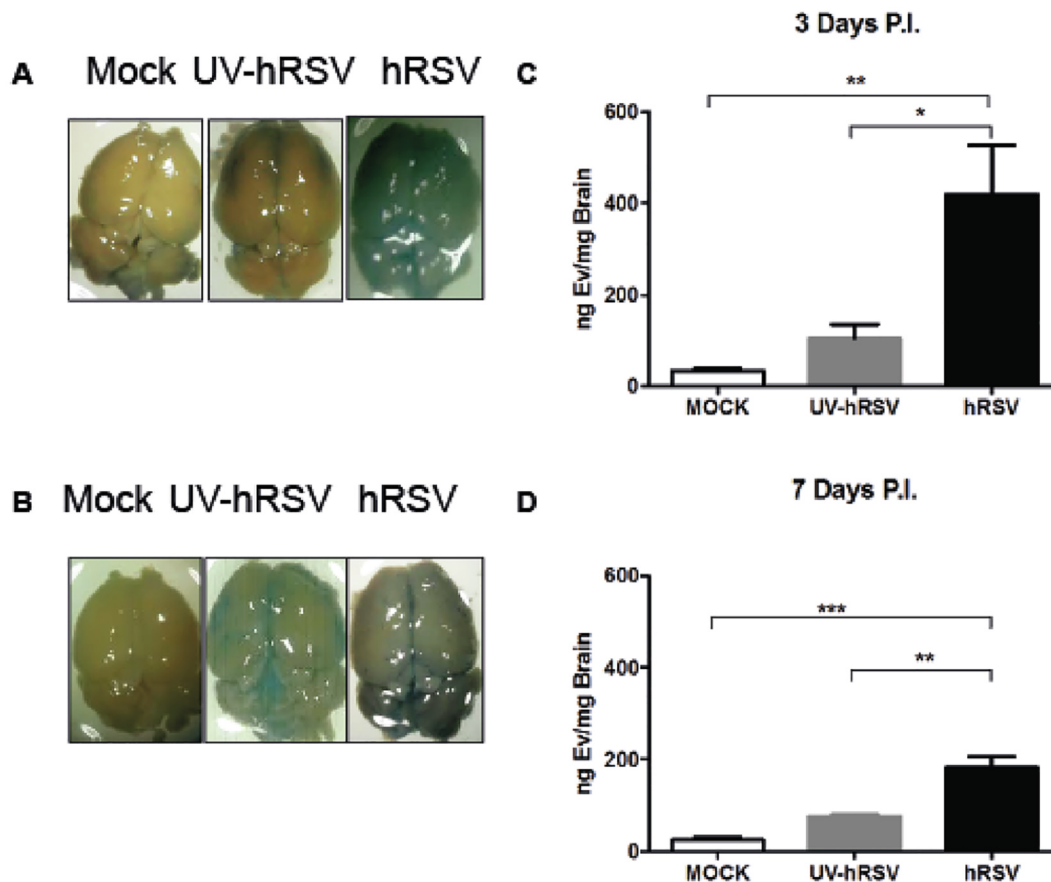 A
Mock UV-hRSV hRSV
C
3 Days P.I.
**
*
ng Ev/mg Brain
600
400
200
0
MOCK UV-hRSV hRSV
B
Mock UV-hRSV hRSV
D
7 Days P.I.
***
**
ng Ev/mg Brain
600
400
200
0
MOCK UV-hRSV hRSV